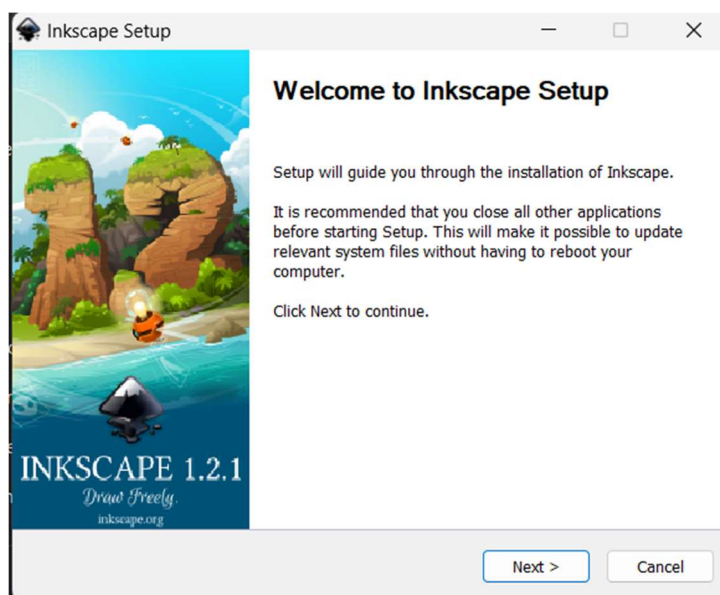 Inkscape Setup
Welcome to Inkscape Setup
Setup will guide you through the installation of Inkscape.
It is recommended that you close all other applications
before starting Setup. This will make it possible to update
relevant system files without having to reboot your
computer.
Click Next to continue.
12
INKSCAPE 1.2.1
Draw Freely.
inkscape.org
Next >
Cancel